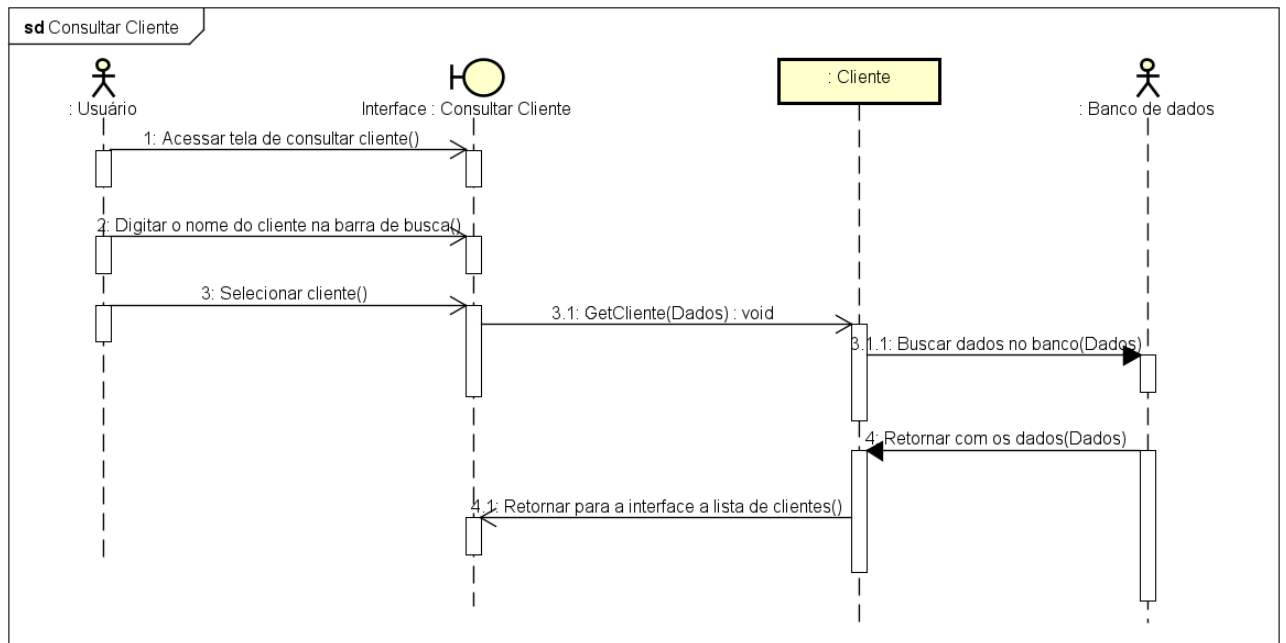 sd Consultar Cliente
: Usuário
Interface : Consultar Cliente
: Cliente
: Banco de dados
1: Acessar tela de consultar cliente()
2: Digitar o nome do cliente na barra de busca()
3: Selecionar cliente()
3.1: GetCliente(Dados) : void
3.1.1: Buscar dados no banco(Dados)
4: Retornar com os dados(Dados)
4.1: Retornar para a interface a lista de clientes()